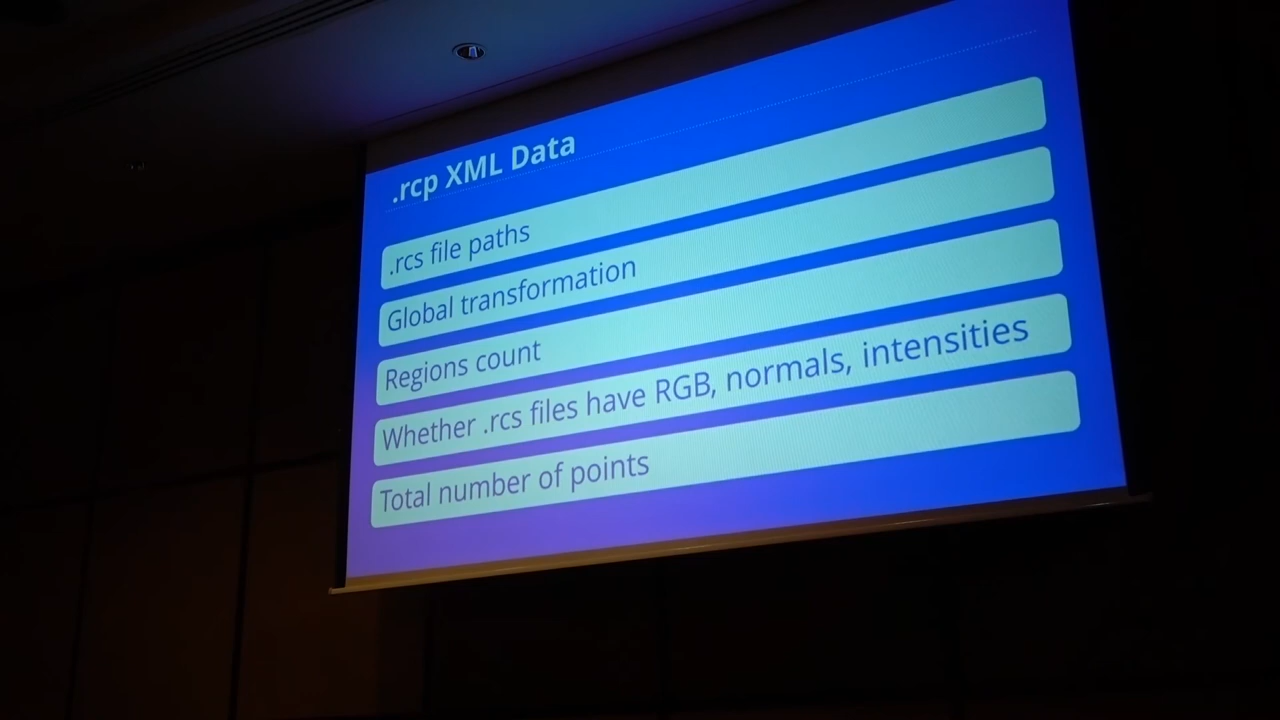 .rcp XML Data
.rcs file paths
Global transformation
Regions count
Whether .rcs files have RGB, normals, intensities
Total number of points